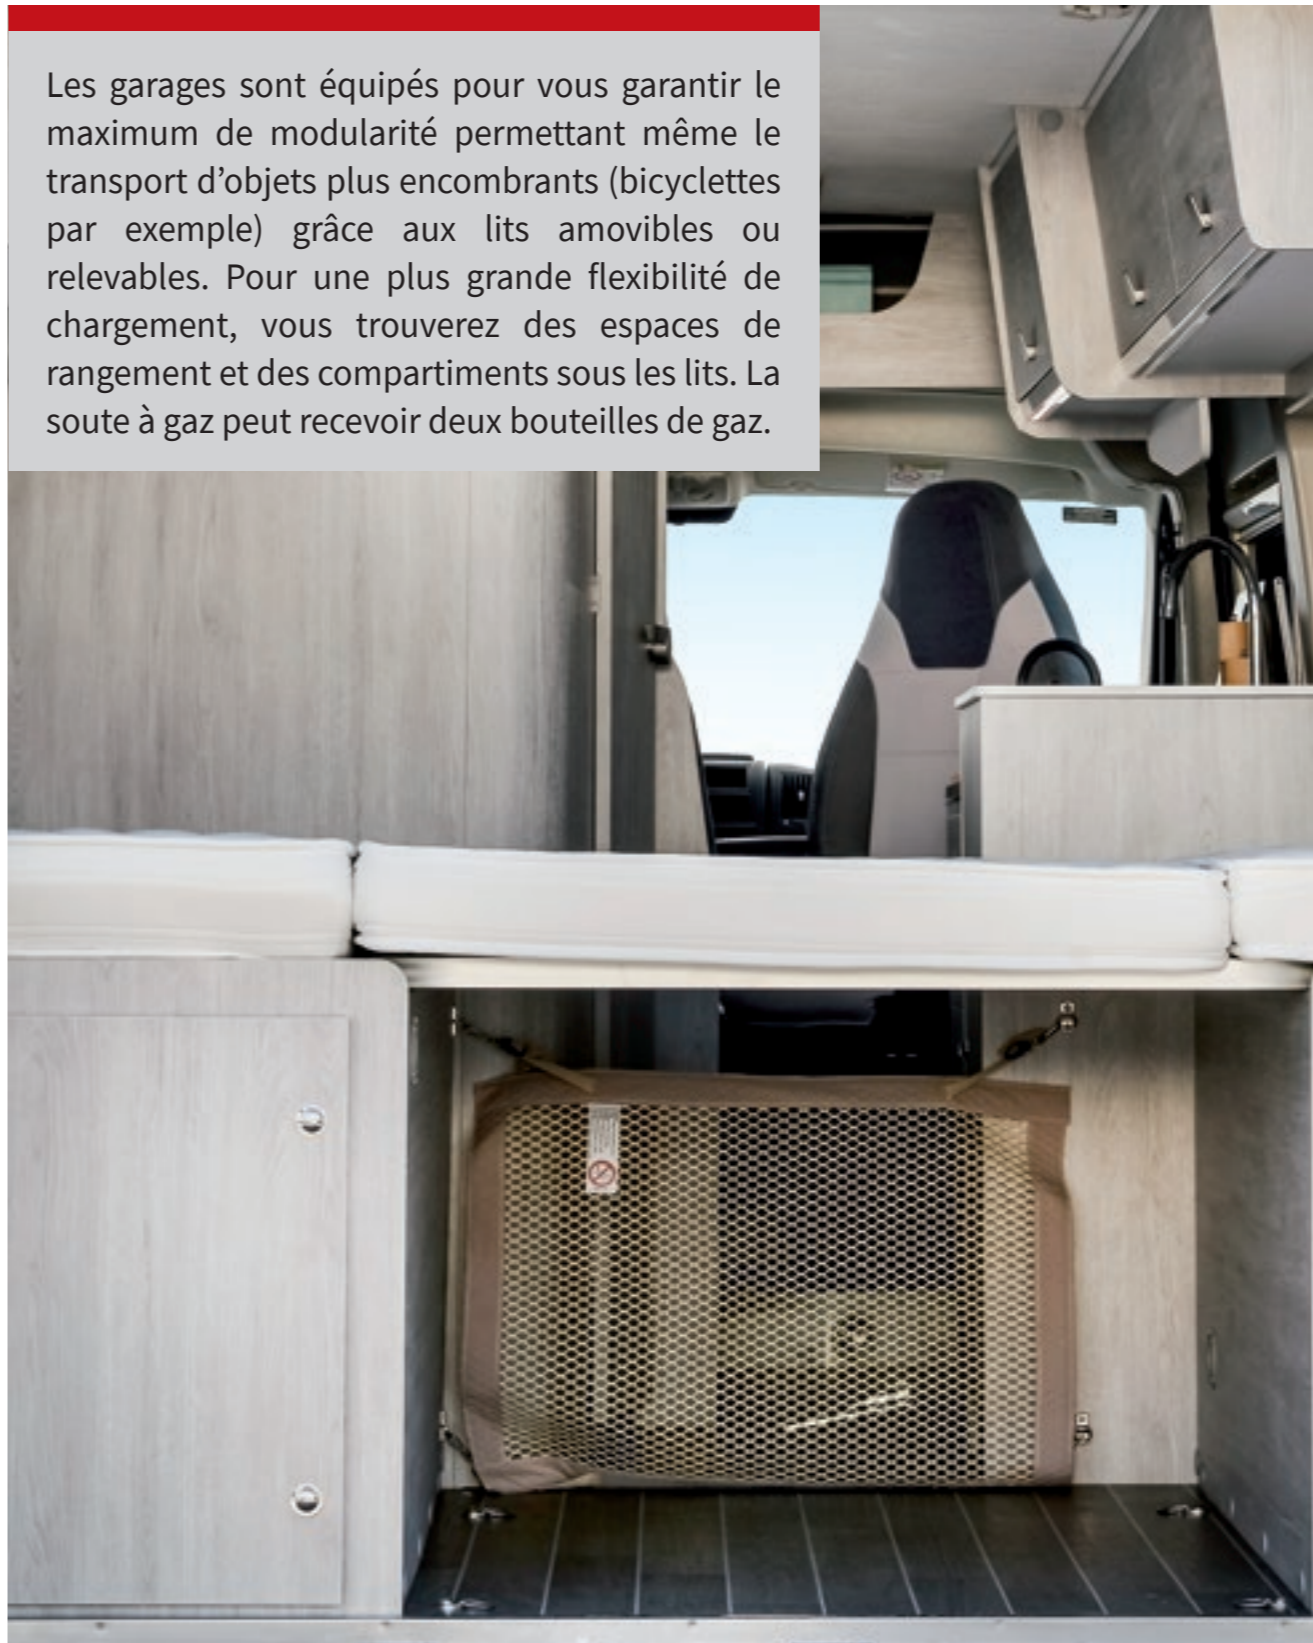 Les garages sont équipés pour vous garantir le
maximum de modularité permettant même le
transport d’objets plus encombrants (bicyclettes
par exemple) grâce aux lits amovibles ou
relevables. Pour une plus grande flexibilité de
chargement, vous trouverez des espaces de
rangement et des compartiments sous les lits. La
soute à gaz peut recevoir deux bouteilles de gaz.